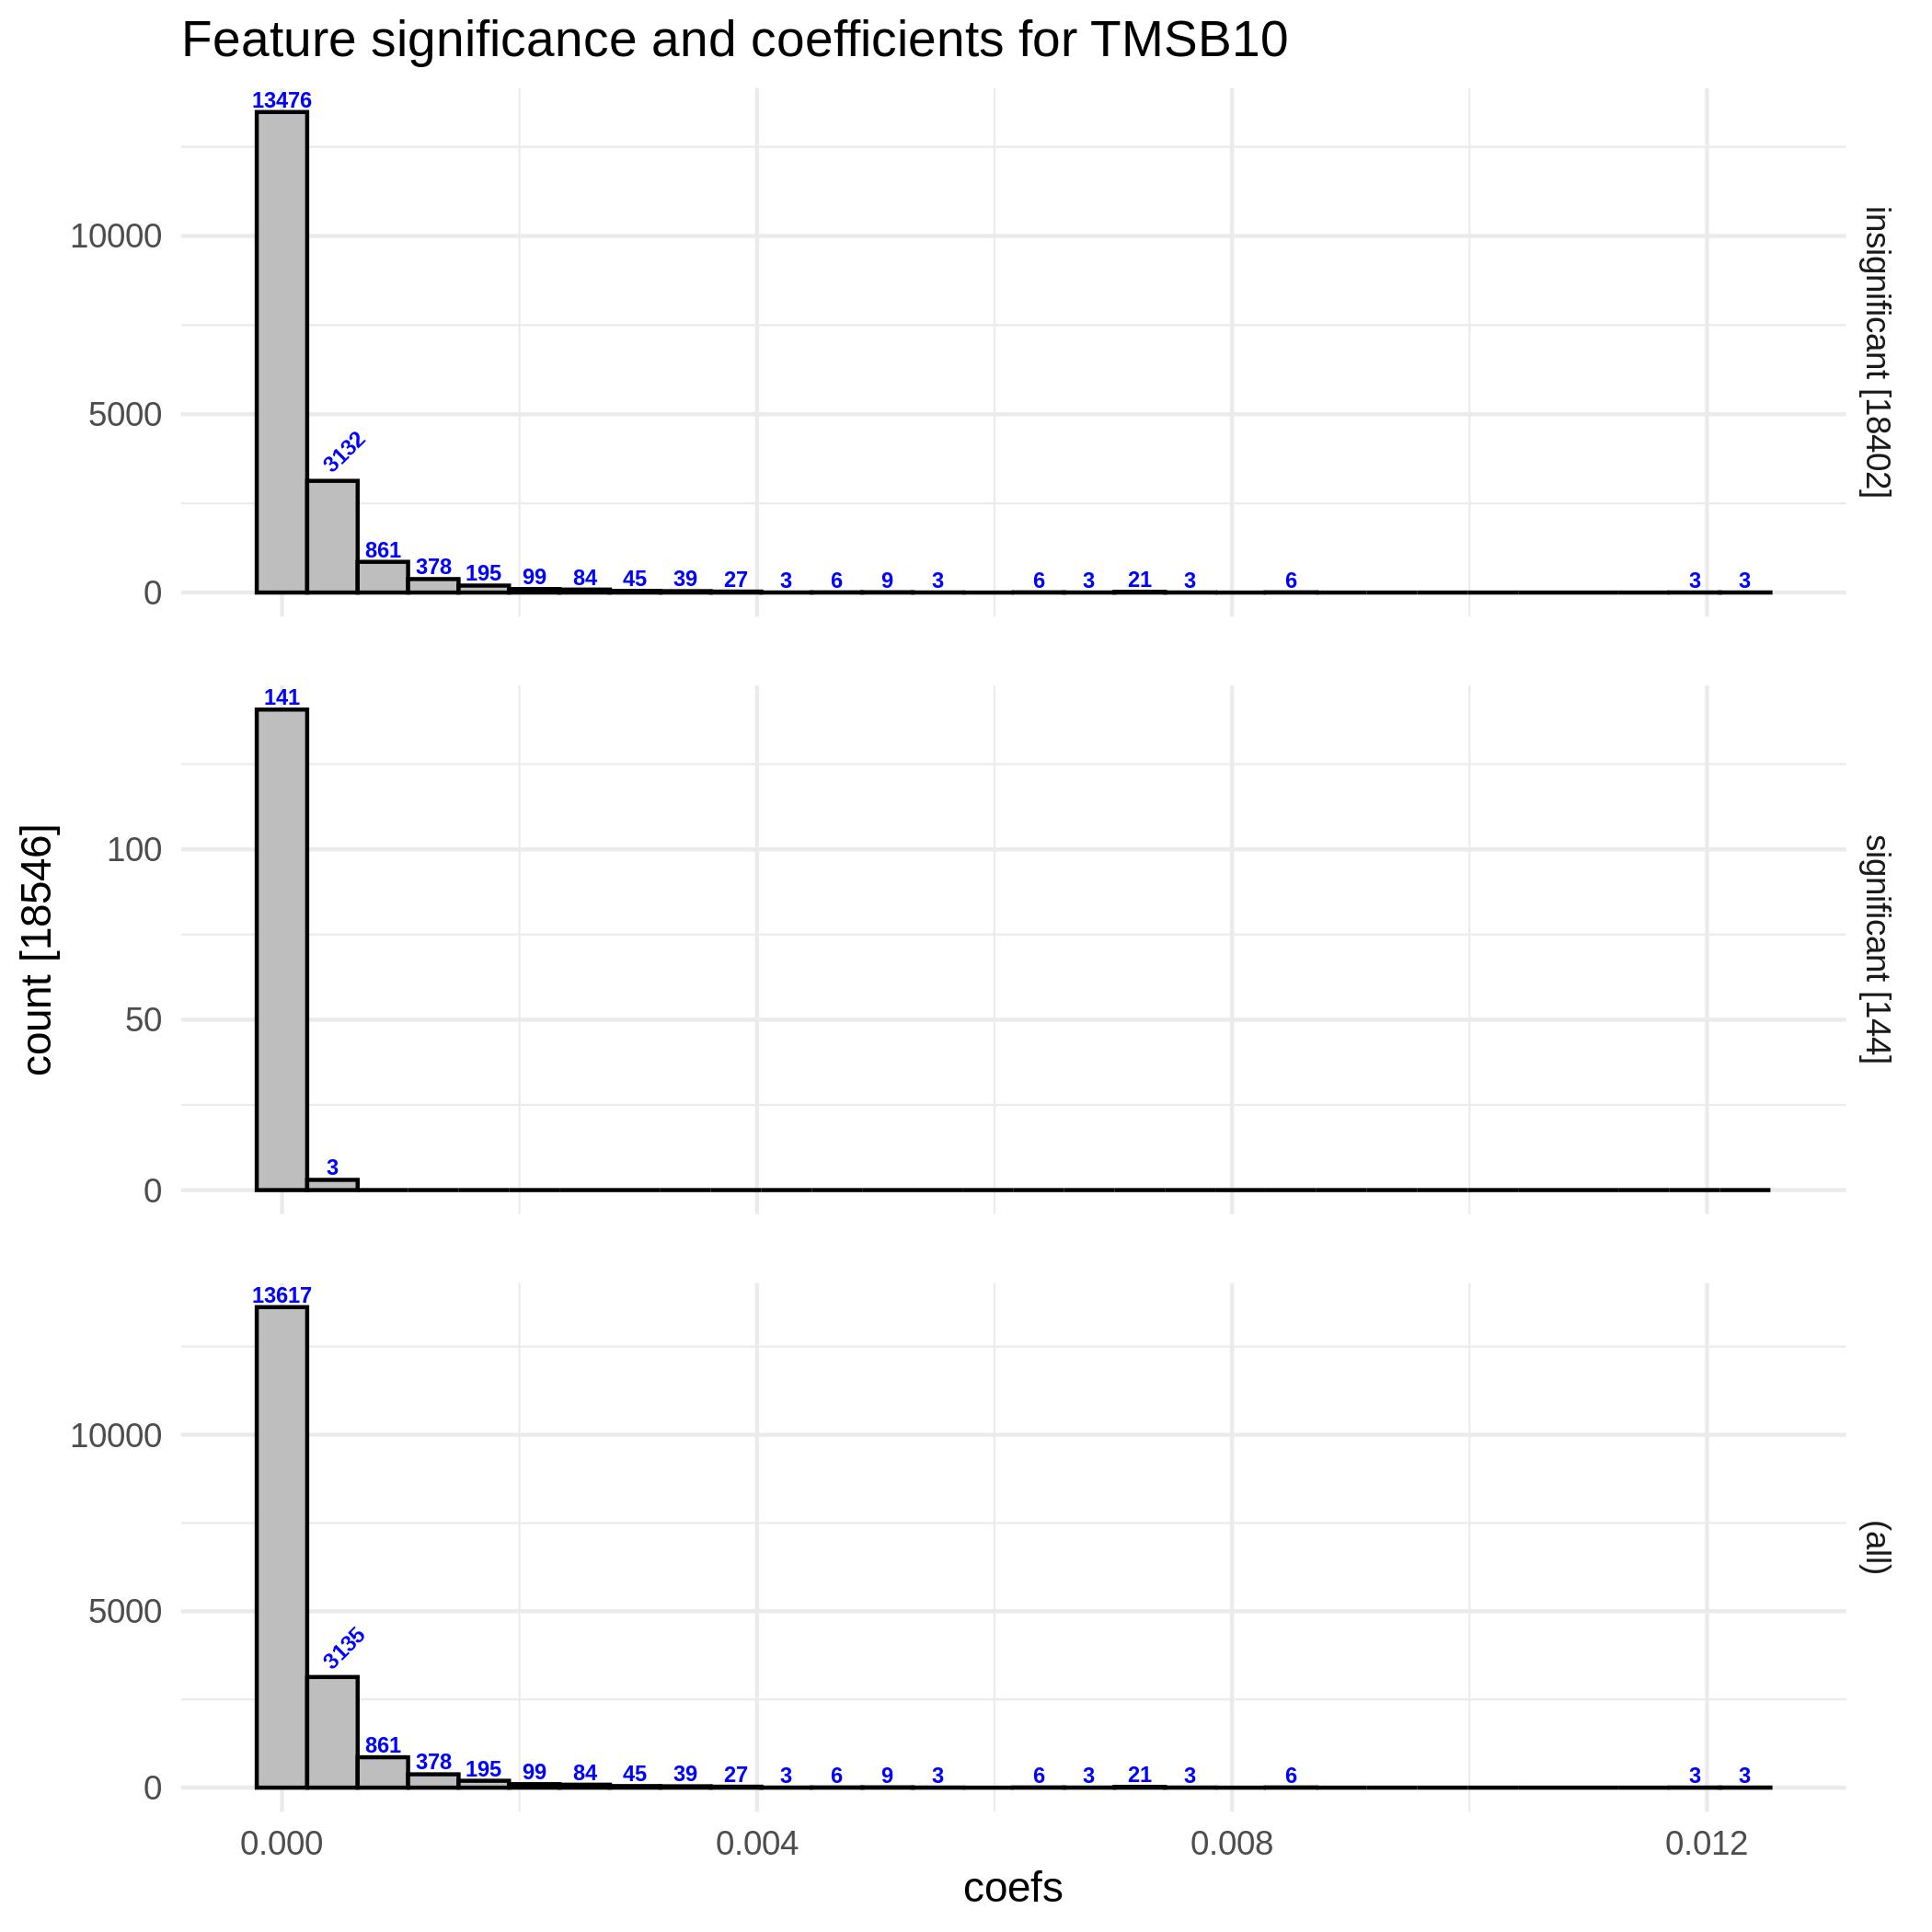 Feature significance and coefficients for TMSB10
count [18546]
13476
3132
861 378 195 99 84 45 39 27 3 6 9 3 6 3 21 3 6 3 3
10000
5000
0
insignificant [18402]
141
3
100
50
0
significant [144]
13617
3135
861 378 195 99 84 45 39 27 3 6 9 3 6 3 21 3 6 3 3
10000
5000
0
(all)
0.000 0.004 0.008 0.012
coefs